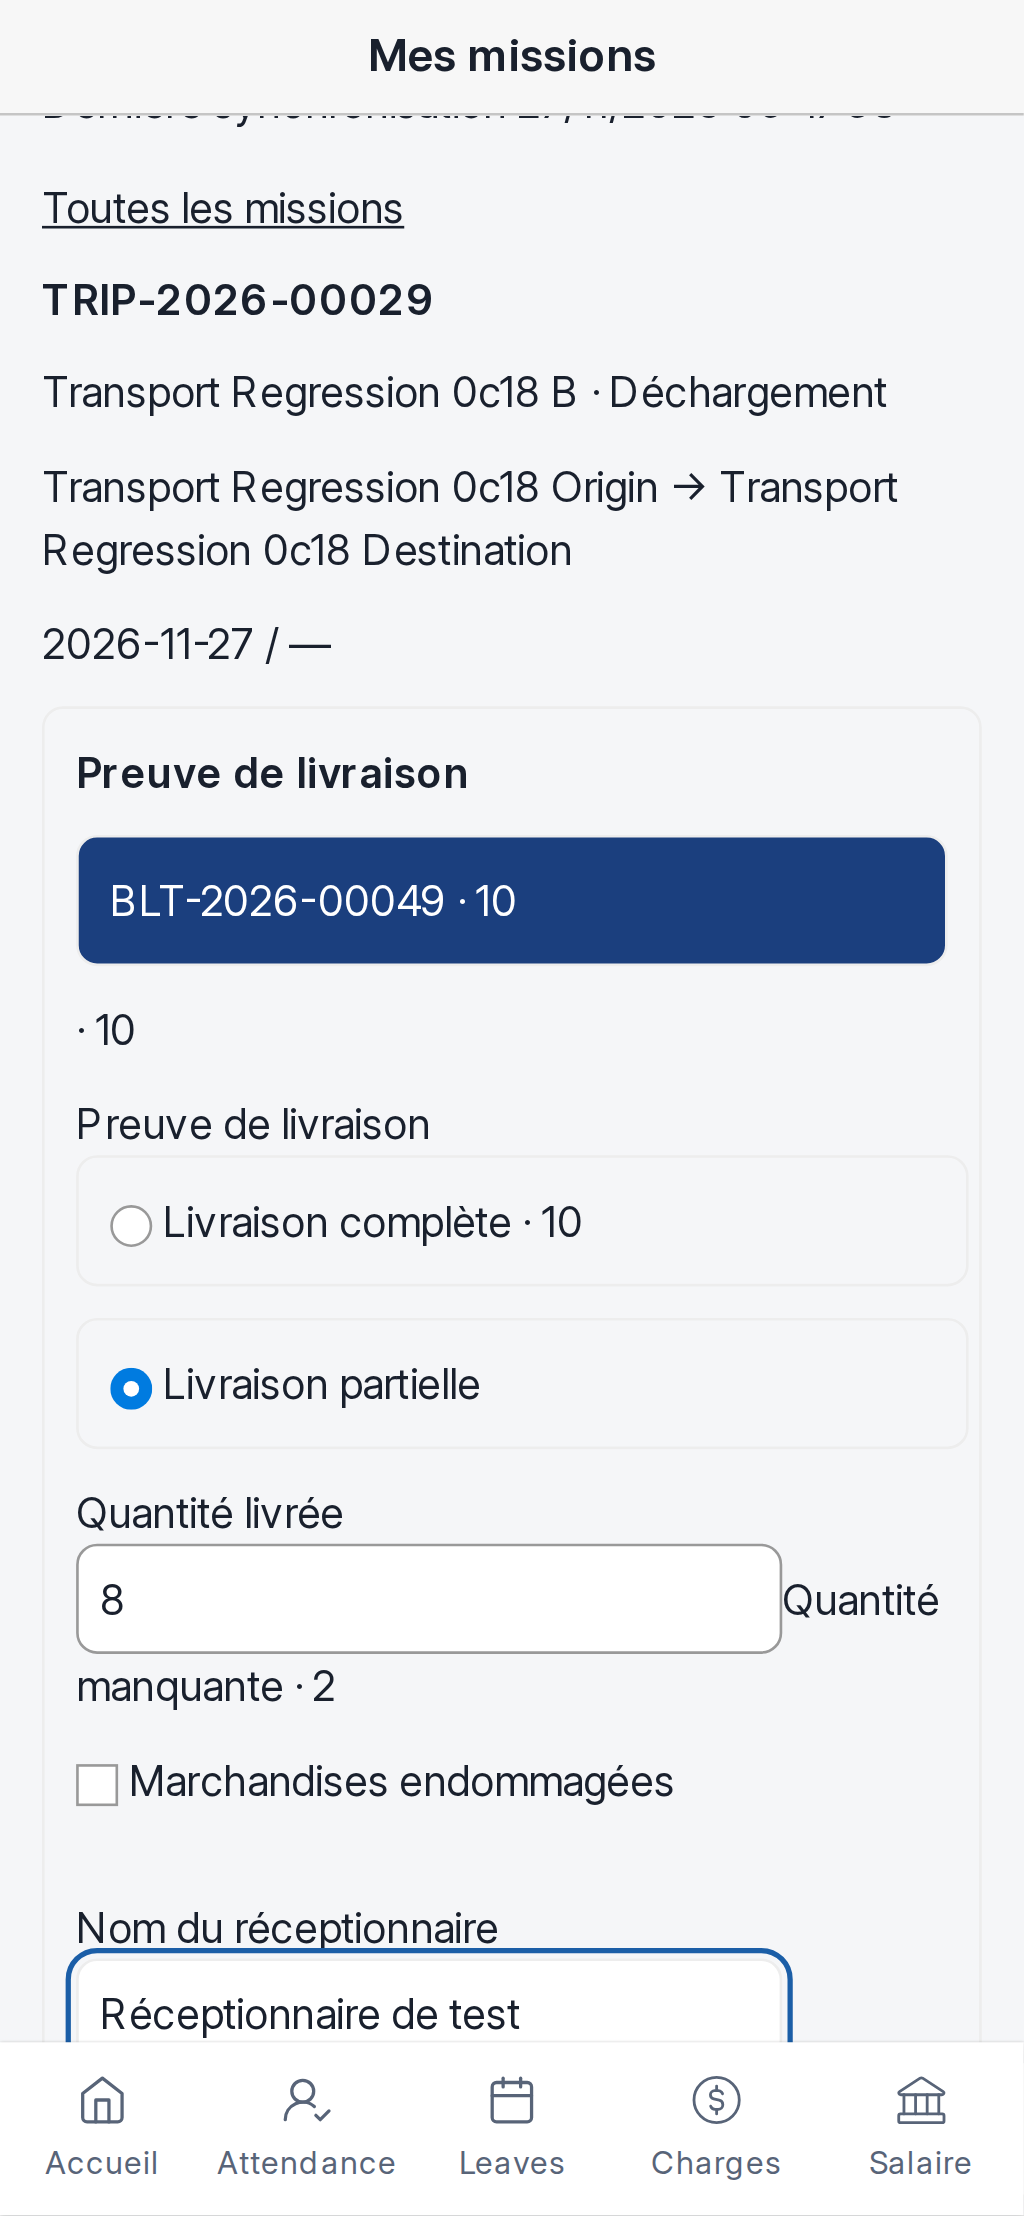 Mes missions
Toutes les missions
TRIP-2026-00029
Transport Regression 0c18 B · Déchargement
Transport Regression 0c18 Origin → Transport
Regression 0c18 Destination
2026-11-27 / —
Preuve de livraison
BLT-2026-00049 · 10
· 10
Preuve de livraison
Livraison complète · 10
Livraison partielle
Quantité livrée
8 Quantité
manquante · 2
Marchandises endommagées
Nom du réceptionnaire
Réceptionnaire de test
Accueil Attendance Leaves Charges Salaire